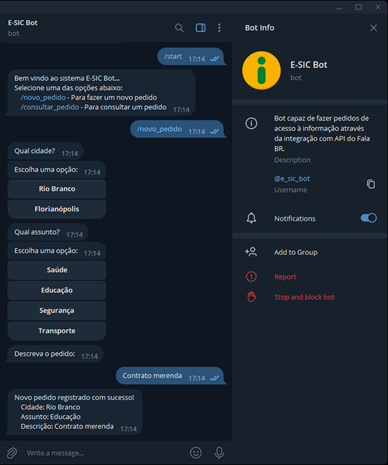 E-SIC Bot
bot
/start 17:14
Bem vindo ao sistema E-SIC Bot...
Selecione uma das opções abaixo:
/novo_pedido - Para fazer um novo pedido
/consultar_pedido - Para consultar um pedido 17:14
/novo_pedido 17:14
Qual cidade? 17:14
Escolha uma opção: 17:14
Rio Branco
Florianópolis
Qual assunto? 17:14
Escolha uma opção: 17:14
Saúde
Educação
Segurança
Transporte
Descreva o pedido: 17:14
Contrato merenda 17:14
Novo pedido registrado com sucesso!
Cidade: Rio Branco
Assunto: Educação
Descrição: Contrato merenda 17:14
Write a message...
Bot Info
E-SIC Bot
bot
Bot capaz de fazer pedidos de
acesso à informação através
da integração com API do Fala
BR.
Description
@e_sic_bot
Username
Notifications
Add to Group
Report
Stop and block bot